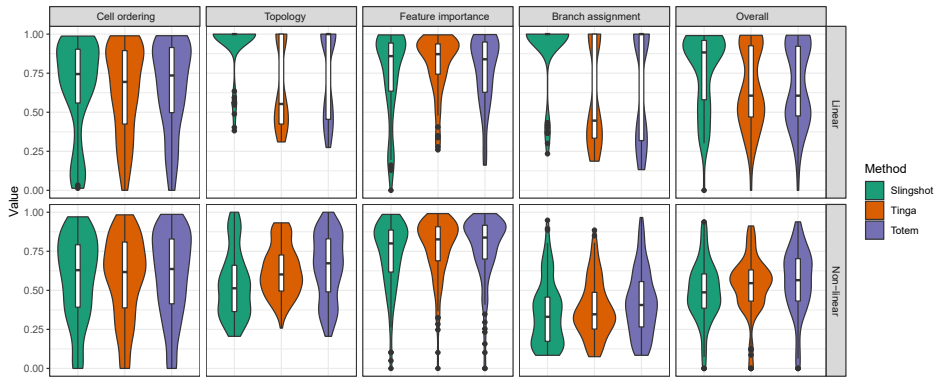 Cell ordering
Topology
Feature importance
Branch assignment
Overall
1.00
0.75
0.50
0.25
0.00
Linear
1.00
0.75
0.50
0.25
0.00
Non-linear
Value
Method
Slingshot
Tinga
Totem